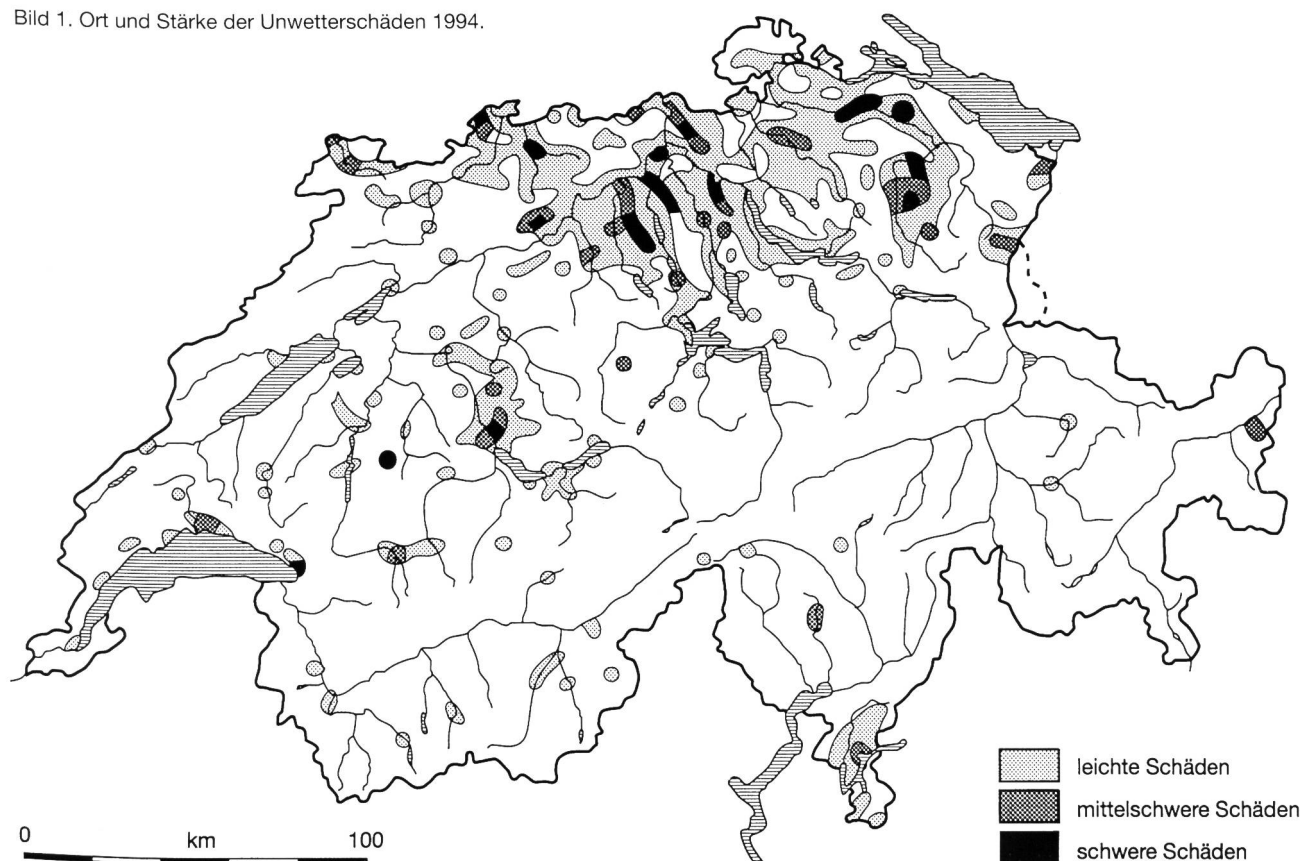 Bild 1. Ort und Stärke der Unwetterschäden 1994.
leichte Schäden
mittelschwere Schäden
schwere Schäden
0 km 100